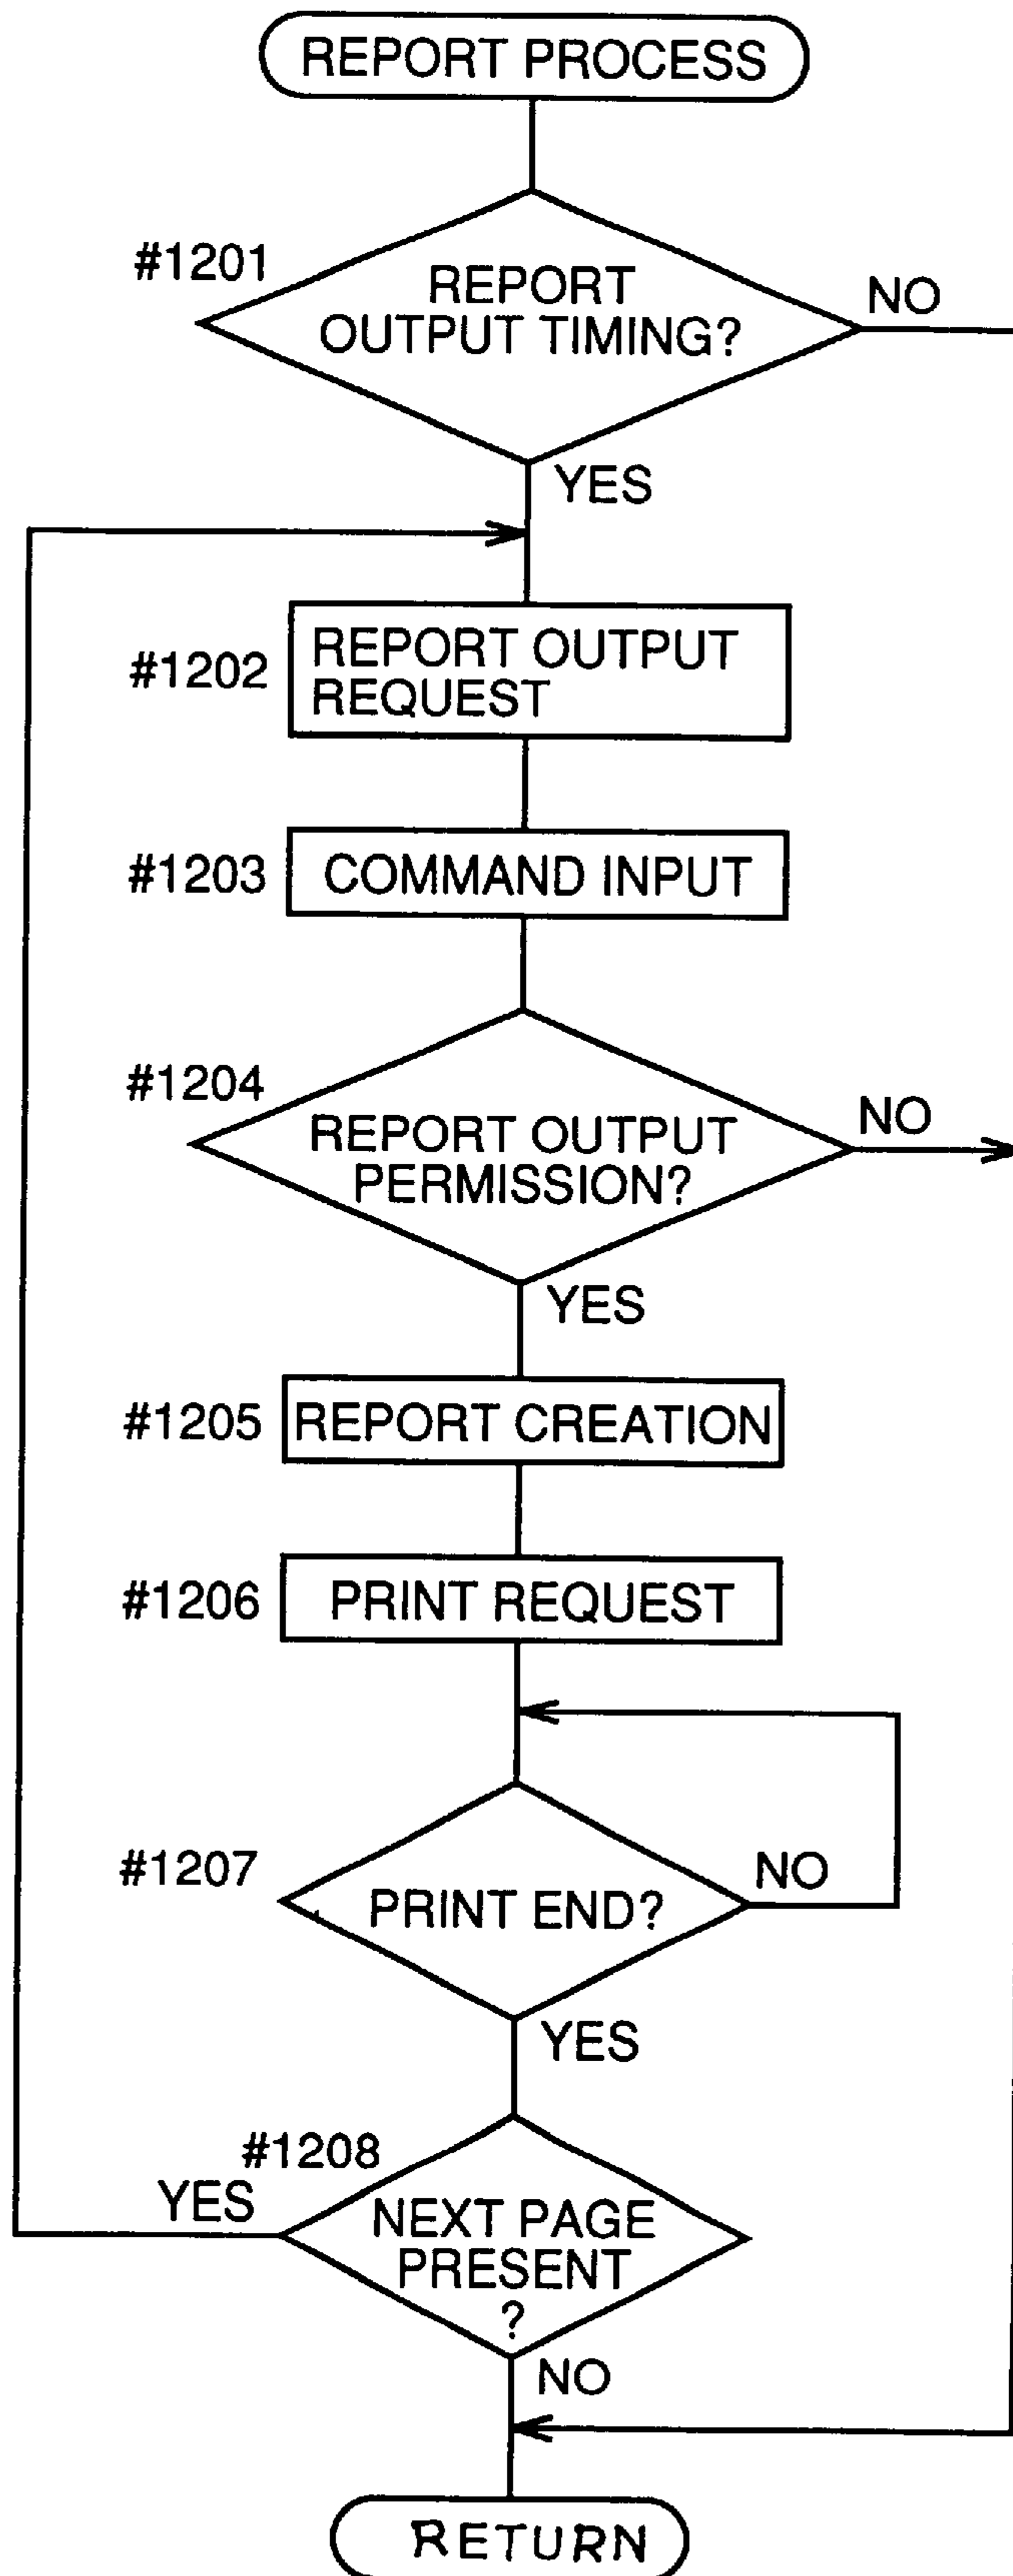 REPORT PROCESS
#1201
REPORT
OUTPUT TIMING?
NO
YES
#1202
REPORT OUTPUT
REQUEST
#1203
COMMAND INPUT
#1204
REPORT OUTPUT
PERMISSION?
NO
YES
#1205
REPORT CREATION
#1206
PRINT REQUEST
#1207
PRINT END?
NO
YES
#1208
YES
NEXT PAGE
PRESENT
?
NO
RETURN